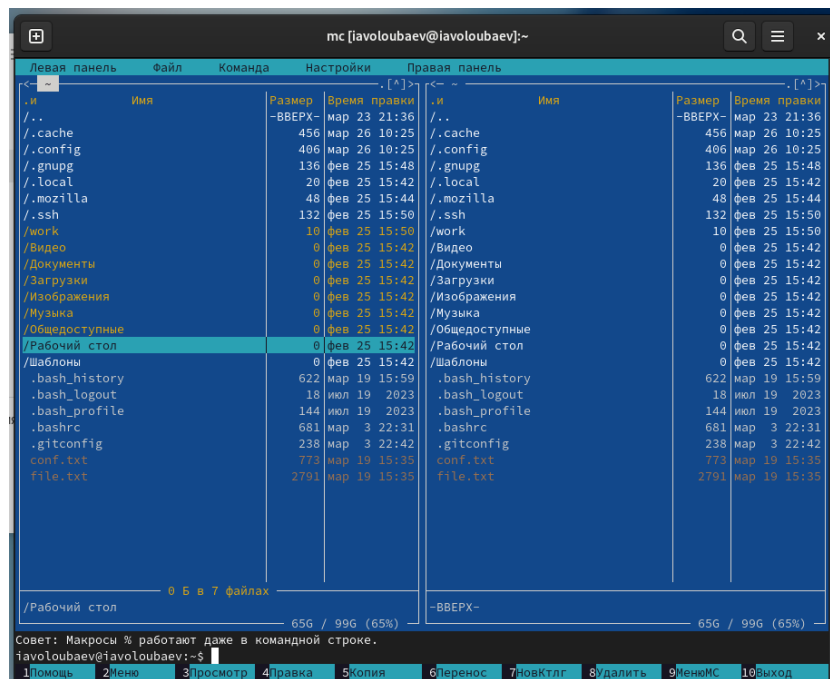 mc [iavoloubaev@iavoloubaev]:~
Левая панель Файл Команда Настройки Правая панель
<─ ~ .[^]> <─ ~ .[^]>
.и Имя Размер Время правки .и Имя Размер Время правки
/.. -ВВЕРХ- мар 23 21:36 /.. -ВВЕРХ- мар 23 21:36
/.cache 456 мар 26 10:25 /.cache 456 мар 26 10:25
/.config 406 мар 26 10:25 /.config 406 мар 26 10:25
/.gnupg 136 фев 25 15:48 /.gnupg 136 фев 25 15:48
/.local 20 фев 25 15:42 /.local 20 фев 25 15:42
/.mozilla 48 фев 25 15:44 /.mozilla 48 фев 25 15:44
/.ssh 132 фев 25 15:50 /.ssh 132 фев 25 15:50
/work 10 фев 25 15:50 /work 10 фев 25 15:50
/Видео 0 фев 25 15:42 /Видео 0 фев 25 15:42
/Документы 0 фев 25 15:42 /Документы 0 фев 25 15:42
/Загрузки 0 фев 25 15:42 /Загрузки 0 фев 25 15:42
/Изображения 0 фев 25 15:42 /Изображения 0 фев 25 15:42
/Музыка 0 фев 25 15:42 /Музыка 0 фев 25 15:42
/Общедоступные 0 фев 25 15:42 /Общедоступные 0 фев 25 15:42
/Рабочий стол 0 фев 25 15:42 /Рабочий стол 0 фев 25 15:42
/Шаблоны 0 фев 25 15:42 /Шаблоны 0 фев 25 15:42
.bash_history 622 мар 19 15:59 .bash_history 622 мар 19 15:59
.bash_logout 18 июл 19 2023 .bash_logout 18 июл 19 2023
.bash_profile 144 июл 19 2023 .bash_profile 144 июл 19 2023
.bashrc 681 мар 3 22:31 .bashrc 681 мар 3 22:31
.gitconfig 238 мар 3 22:42 .gitconfig 238 мар 3 22:42
conf.txt 773 мар 19 15:35 conf.txt 773 мар 19 15:35
file.txt 2791 мар 19 15:35 file.txt 2791 мар 19 15:35
0 Б в 7 файлах
/Рабочий стол -ВВЕРХ-
65G / 99G (65%) 65G / 99G (65%)
Совет: Макросы % работают даже в командной строке.
iavoloubaev@iavoloubaev:~$
1Помощь 2Меню 3Просмотр 4Правка 5Копия 6Перенос 7НовКтлг 8Удалить 9МенюМС 10Выход